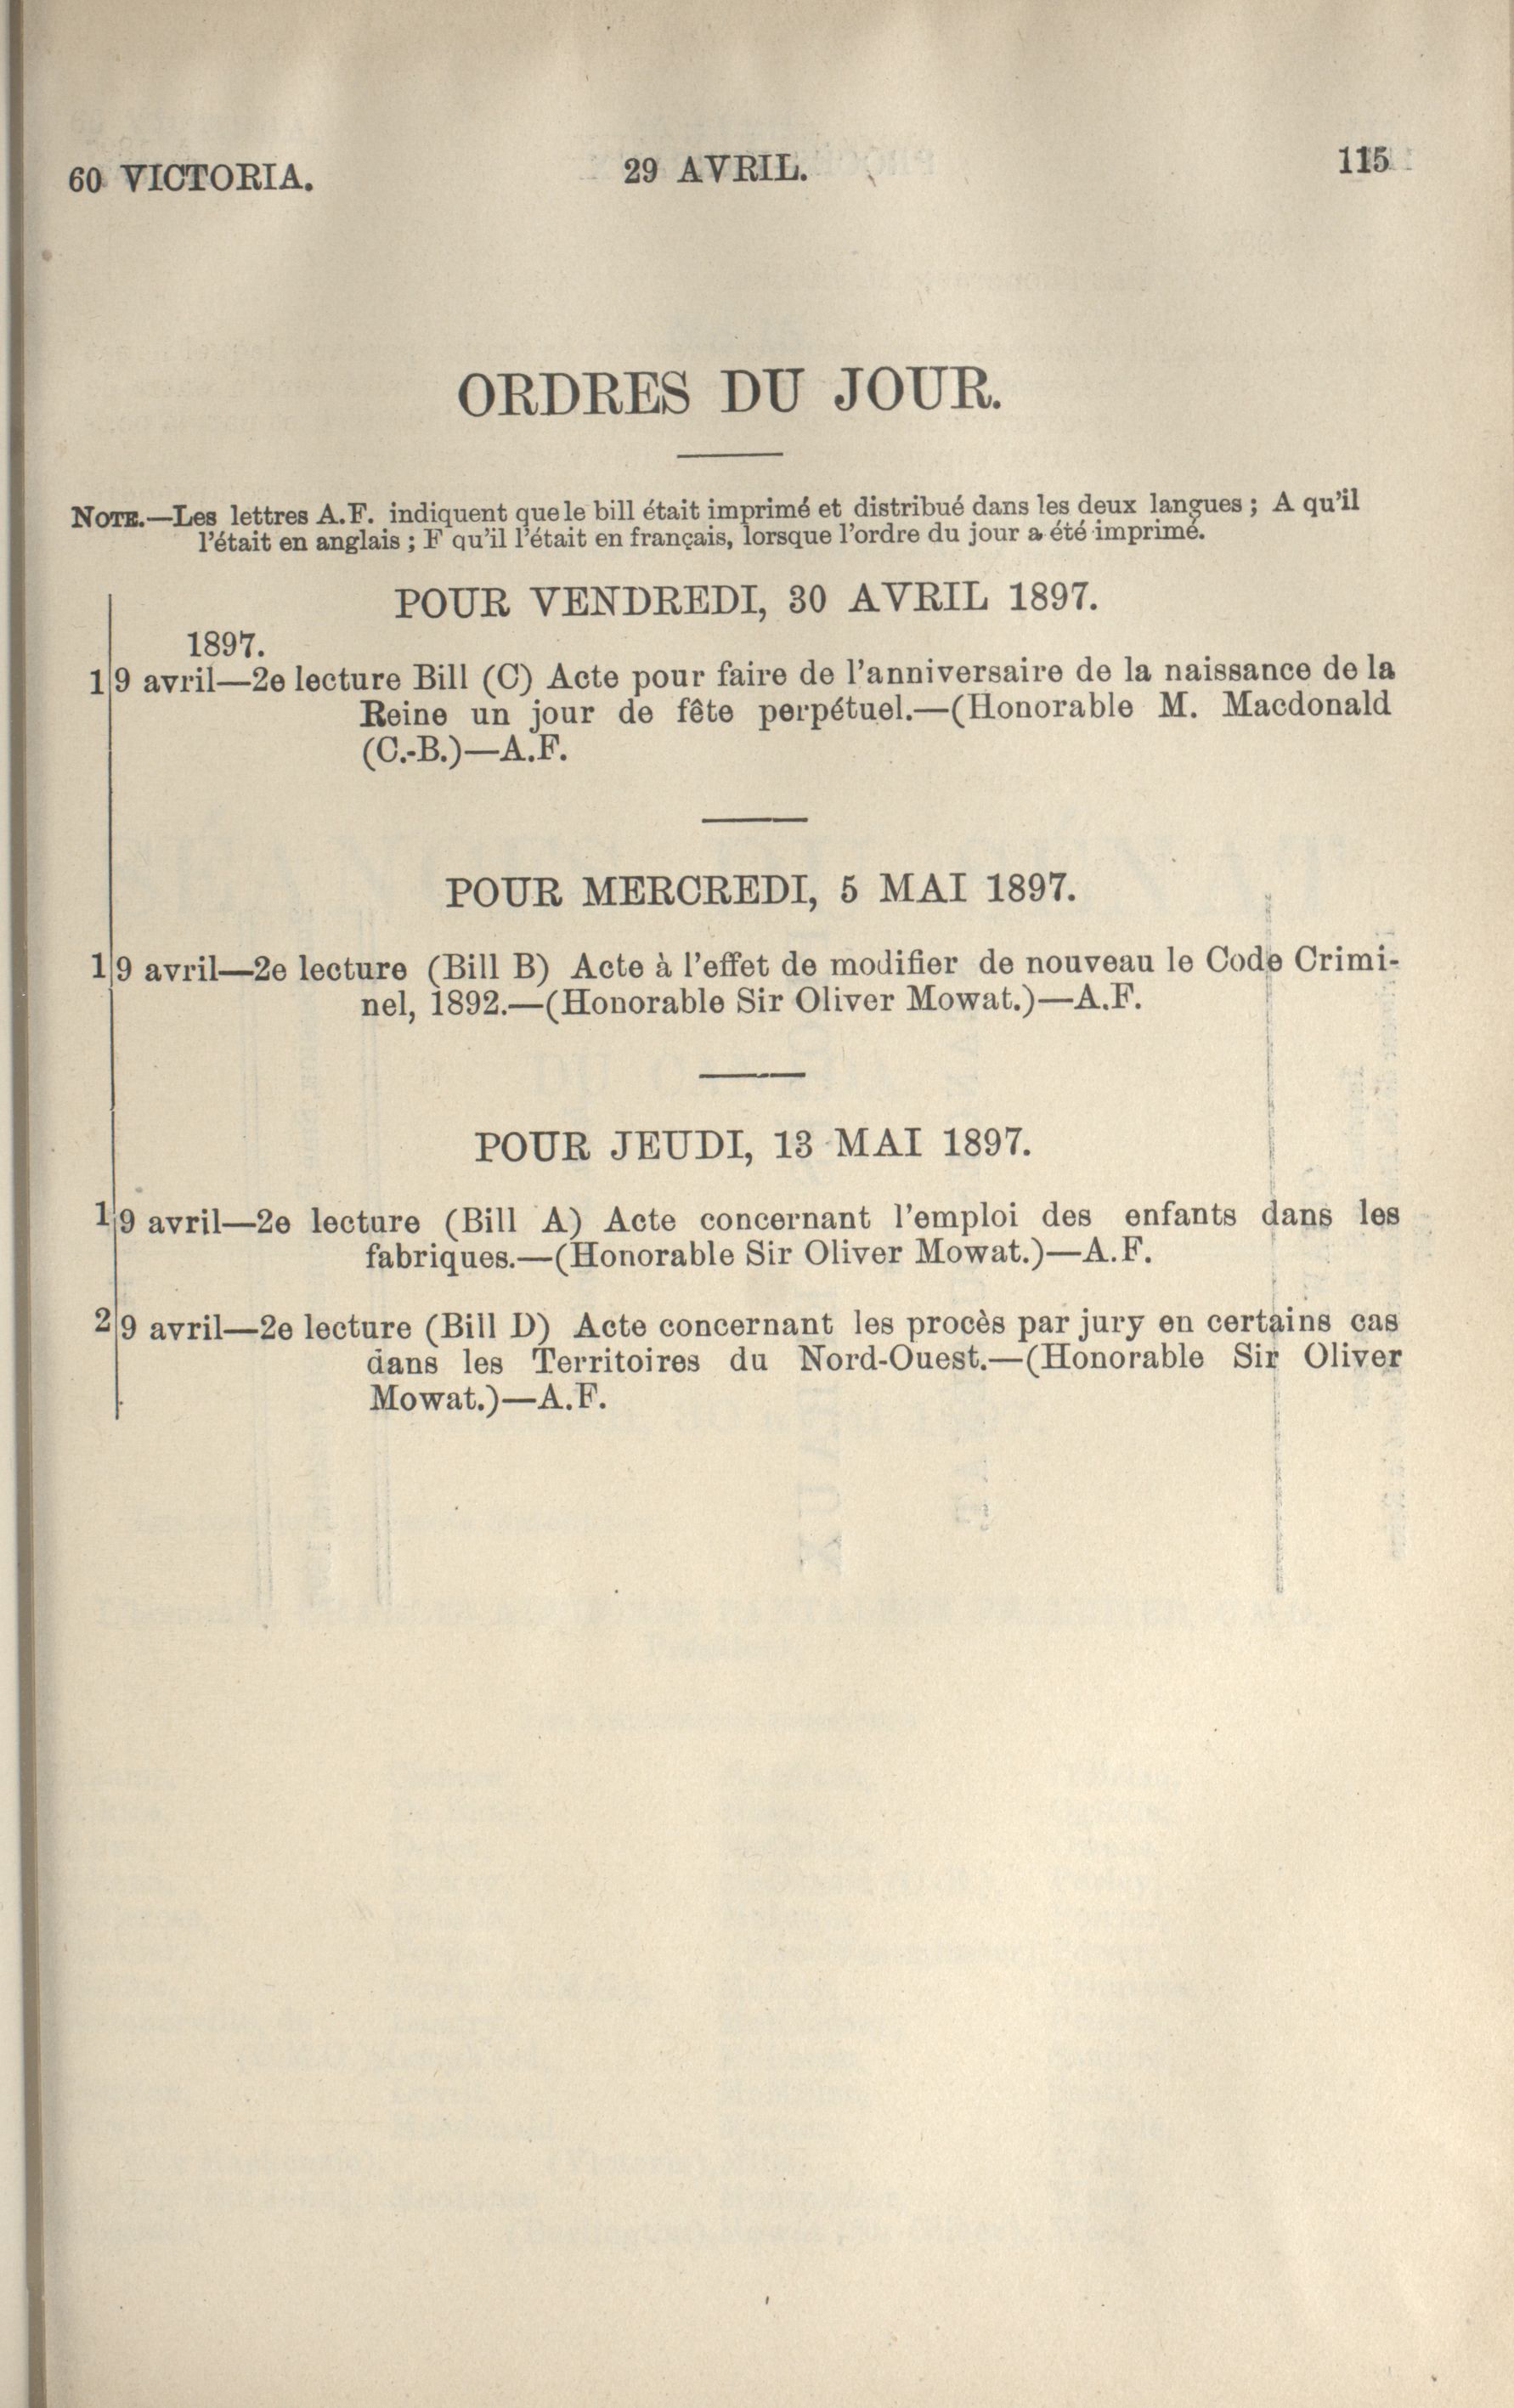 60 VICTORIA.
29 AVRIL.
115
ORDRES DU JOUR.
NOTE.—Les lettres A.F. indiquent que le bill était imprimé et distribué dans les deux langues ; A qu'il
l'était en anglais ; F qu'il l'était en français, lorsque l'ordre du jour a été imprimé.
POUR VENDREDI, 30 AVRIL 1897.
1897.
1|9 avril—2e lecture Bill (C) Acte pour faire de l'anniversaire de la naissance de la
Reine un jour de fête perpétuel.—(Honorable M. Macdonald
(C.-B.)—A.F.
POUR MERCREDI, 5 MAI 1897.
1|9 avril—2e lecture (Bill B) Acte à l'effet de modifier de nouveau le Code Crimi-
nel, 1892.—(Honorable Sir Oliver Mowat.)—A.F.
POUR JEUDI, 13 MAI 1897.
1|9 avril—2e lecture (Bill A) Acte concernant l'emploi des enfants dans les
fabriques.—(Honorable Sir Oliver Mowat.)—A.F.
2|9 avril—2e lecture (Bill D) Acte concernant les procès par jury en certains cas
dans les Territoires du Nord-Ouest.—(Honorable Sir Oliver
Mowat.)—A.F.